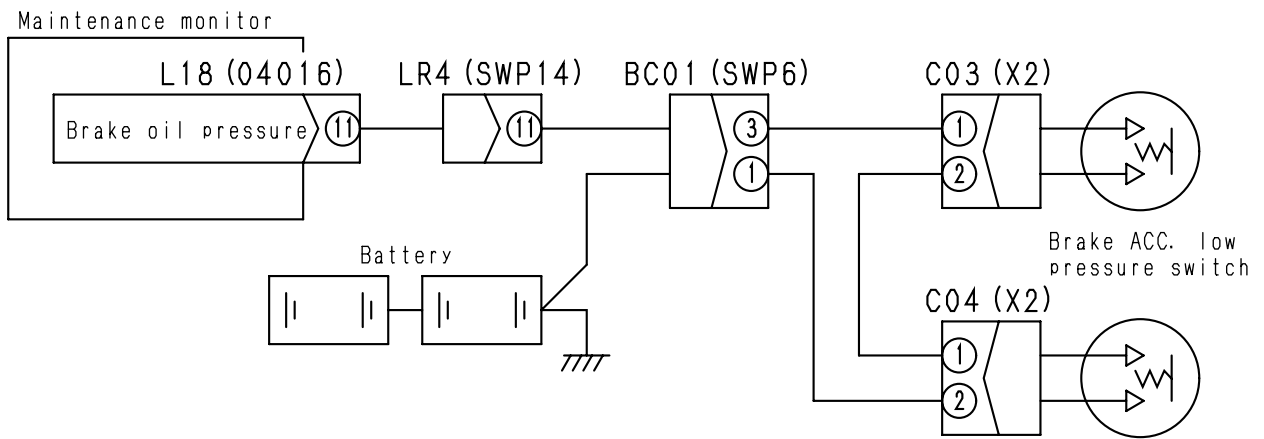 Maintenance monitor
L18 (04016)
LR4 (SWP14)
BC01 (SWP6)
C03 (X2)
Brake oil pressure
11
11
3
1
1
2
Brake ACC. low
pressure switch
Battery
C04 (X2)
1
2